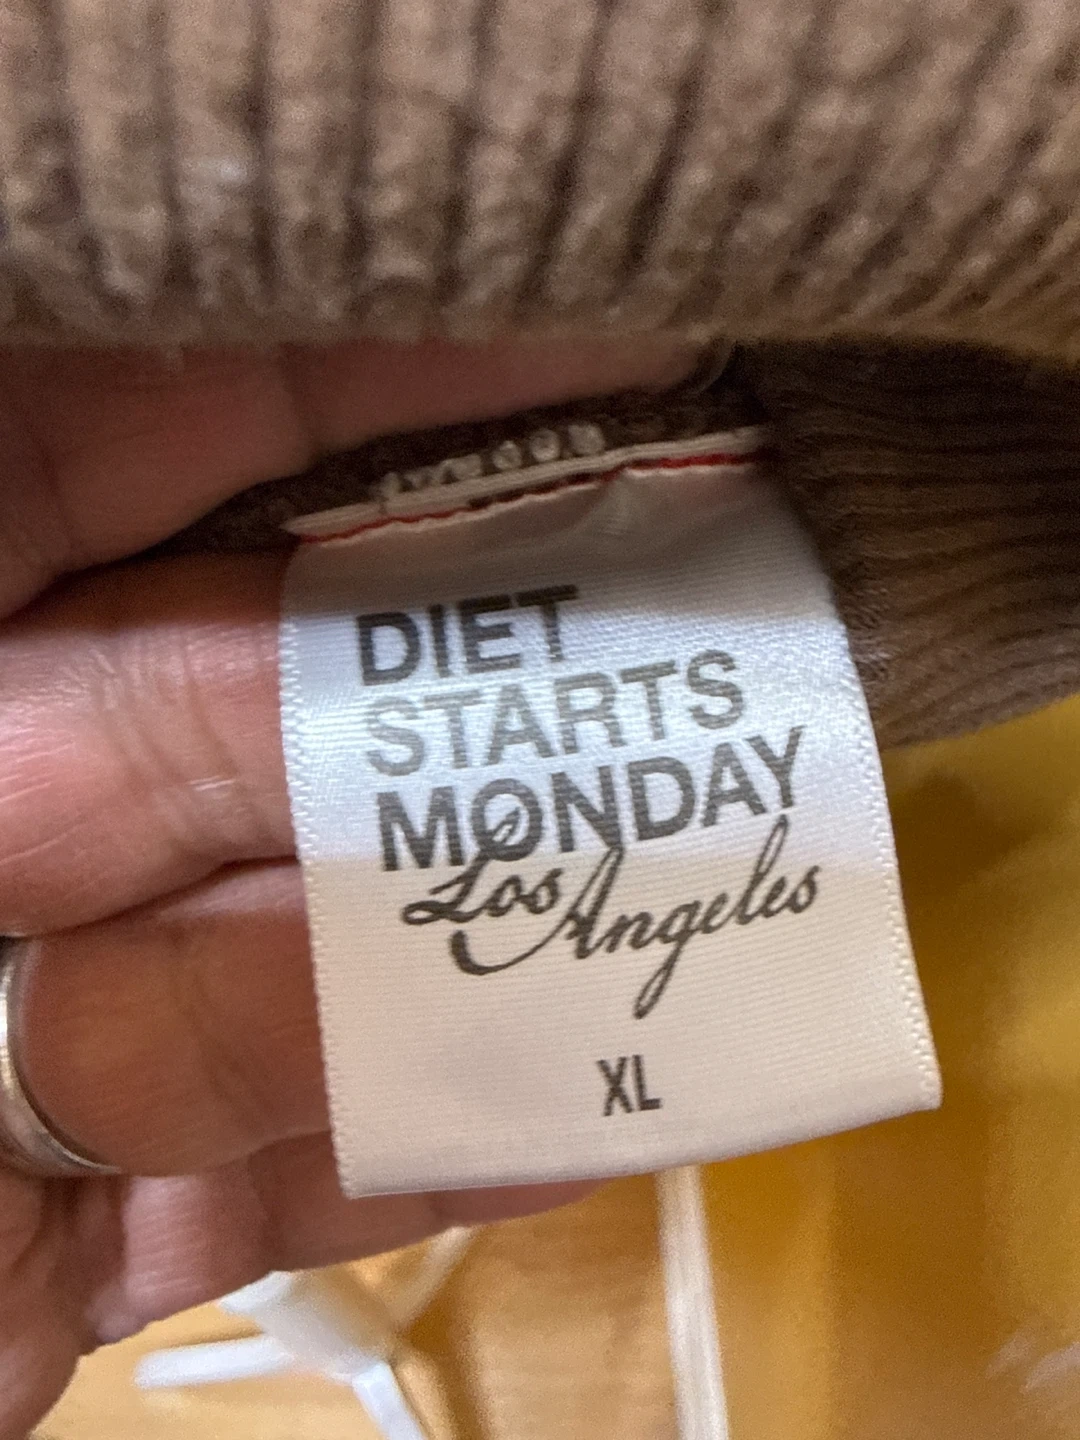 DIET
STARTS
MONDAY
Los Angeles
XL